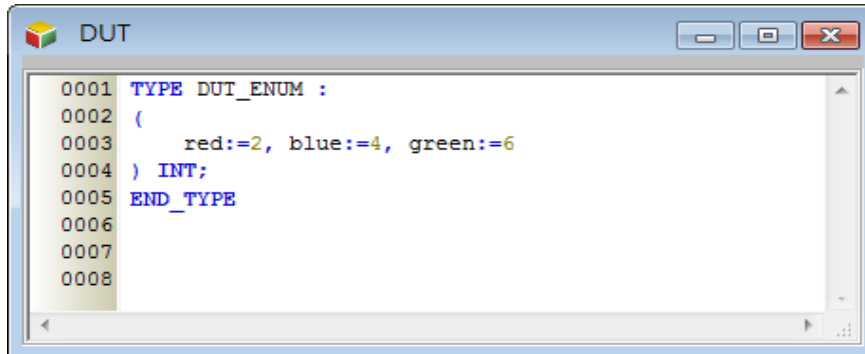 DUT
0001 TYPE DUT_ENUM :
0002 (
0003     red:=2, blue:=4, green:=6
0004 ) INT;
0005 END_TYPE
0006
0007
0008